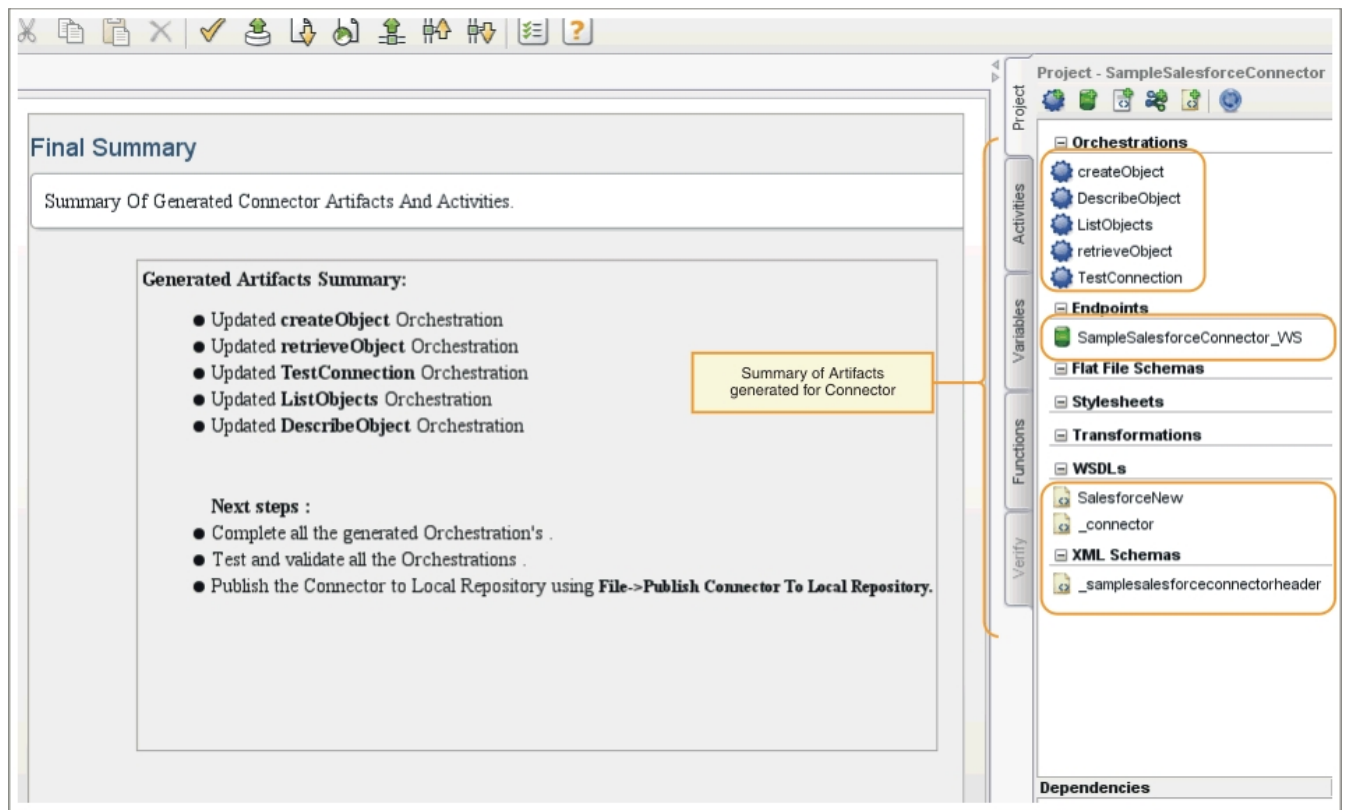 Final Summary
Summary Of Generated Connector Artifacts And Activities.
Generated Artifacts Summary:
● Updated createObject Orchestration
● Updated retrieveObject Orchestration
● Updated TestConnection Orchestration
● Updated ListObjects Orchestration
● Updated DescribeObject Orchestration
Next steps :
● Complete all the generated Orchestration's .
● Test and validate all the Orchestrations .
● Publish the Connector to Local Repository using File->Publish Connector To Local Repository.
Summary of Artifacts
generated for Connector
Project
Activities
Variables
Functions
Verify
Project - SampleSalesforceConnector
Orchestrations
createObject
DescribeObject
ListObjects
retrieveObject
TestConnection
Endpoints
SampleSalesforceConnector_WS
Flat File Schemas
Stylesheets
Transformations
WSDLs
SalesforceNew
_connector
XML Schemas
_samplesalesforceconnectorheader
Dependencies